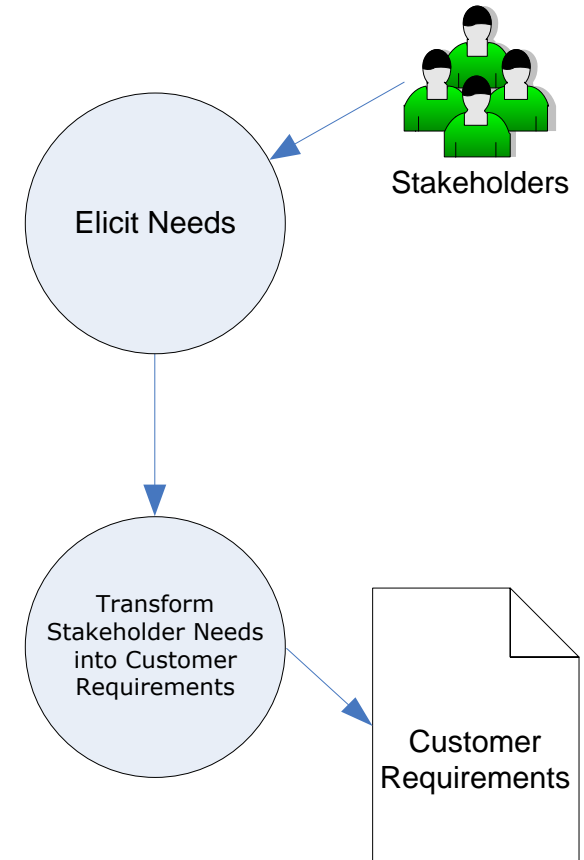 Stakeholders
Elicit Needs
Transform
Stakeholder Needs
into Customer
Requirements
Customer
Requirements